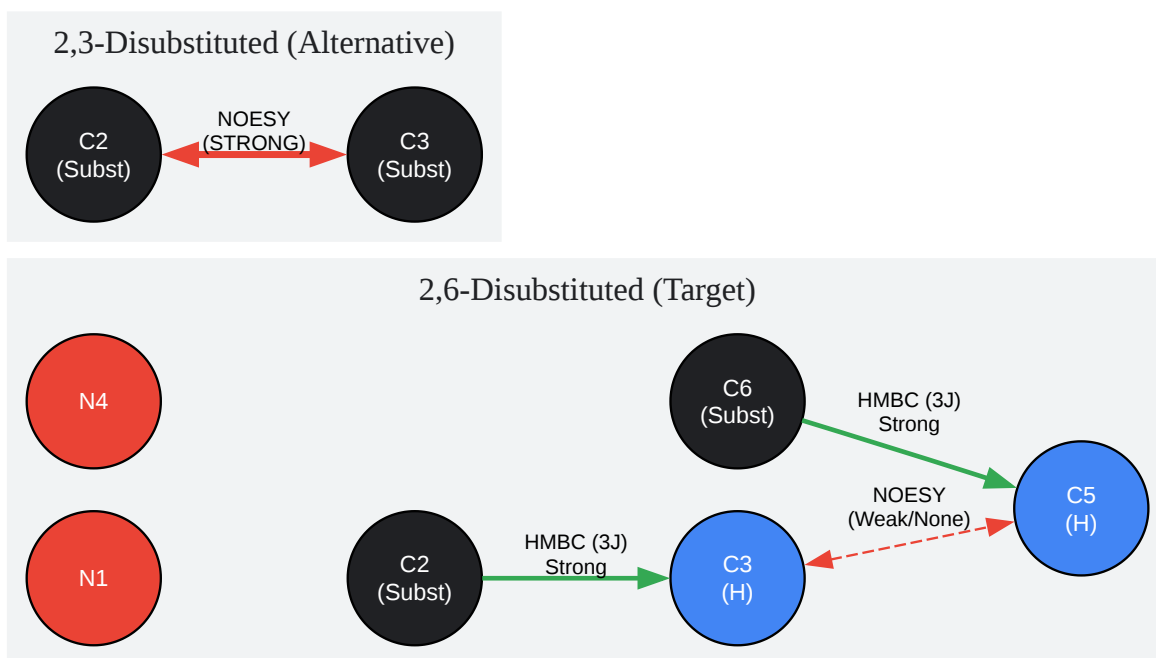 2,3-Disubstituted (Alternative)
C2
(Subst)
NOESY
(STRONG)
C3
(Subst)
2,6-Disubstituted (Target)
N4
C6
(Subst)
HMBC (3J)
Strong
C5
(H)
NOESY
(Weak/None)
N1
C2
(Subst)
HMBC (3J)
Strong
C3
(H)